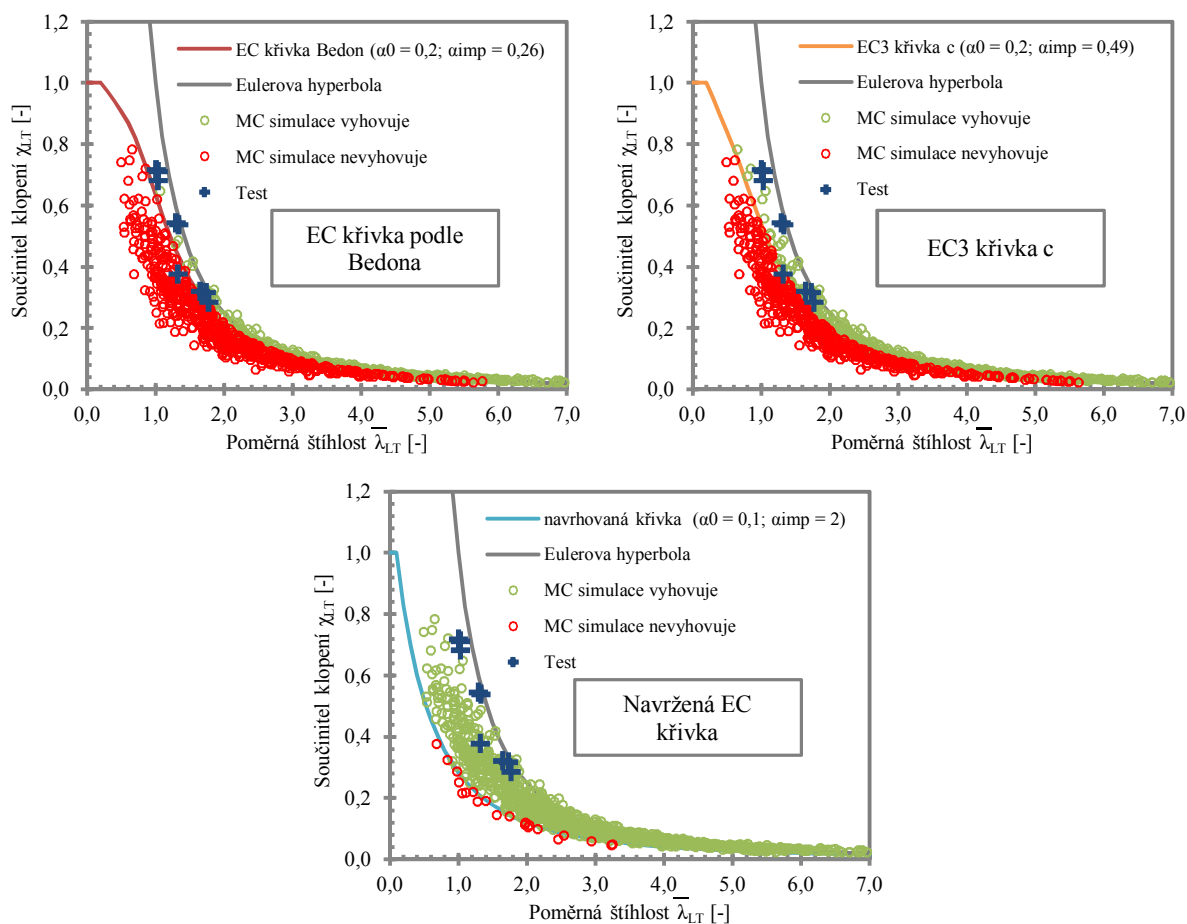 1,2
1,0
0,8
0,6
0,4
0,2
0,0
Součinitel klopení χLT [-]
EC křivka Bedon (α0 = 0,2; αimp = 0,26)
Eulerova hyperbola
MC simulace vyhovuje
MC simulace nevyhovuje
Test
EC křivka podle
Bedona
0,0 1,0 2,0 3,0 4,0 5,0 6,0 7,0
Poměrná štíhlost λ̅LT [-]
1,2
1,0
0,8
0,6
0,4
0,2
0,0
Součinitel klopení χLT [-]
EC3 křivka c (α0 = 0,2; αimp = 0,49)
Eulerova hyperbola
MC simulace vyhovuje
MC simulace nevyhovuje
Test
EC3 křivka c
0,0 1,0 2,0 3,0 4,0 5,0 6,0 7,0
Poměrná štíhlost λ̅LT [-]
1,2
1,0
0,8
0,6
0,4
0,2
0,0
Součinitel klopení χLT [-]
navrhovaná křivka (α0 = 0,1; αimp = 2)
Eulerova hyperbola
MC simulace vyhovuje
MC simulace nevyhovuje
Test
Navržená EC
křivka
0,0 1,0 2,0 3,0 4,0 5,0 6,0 7,0
Poměrná štíhlost λ̅LT [-]